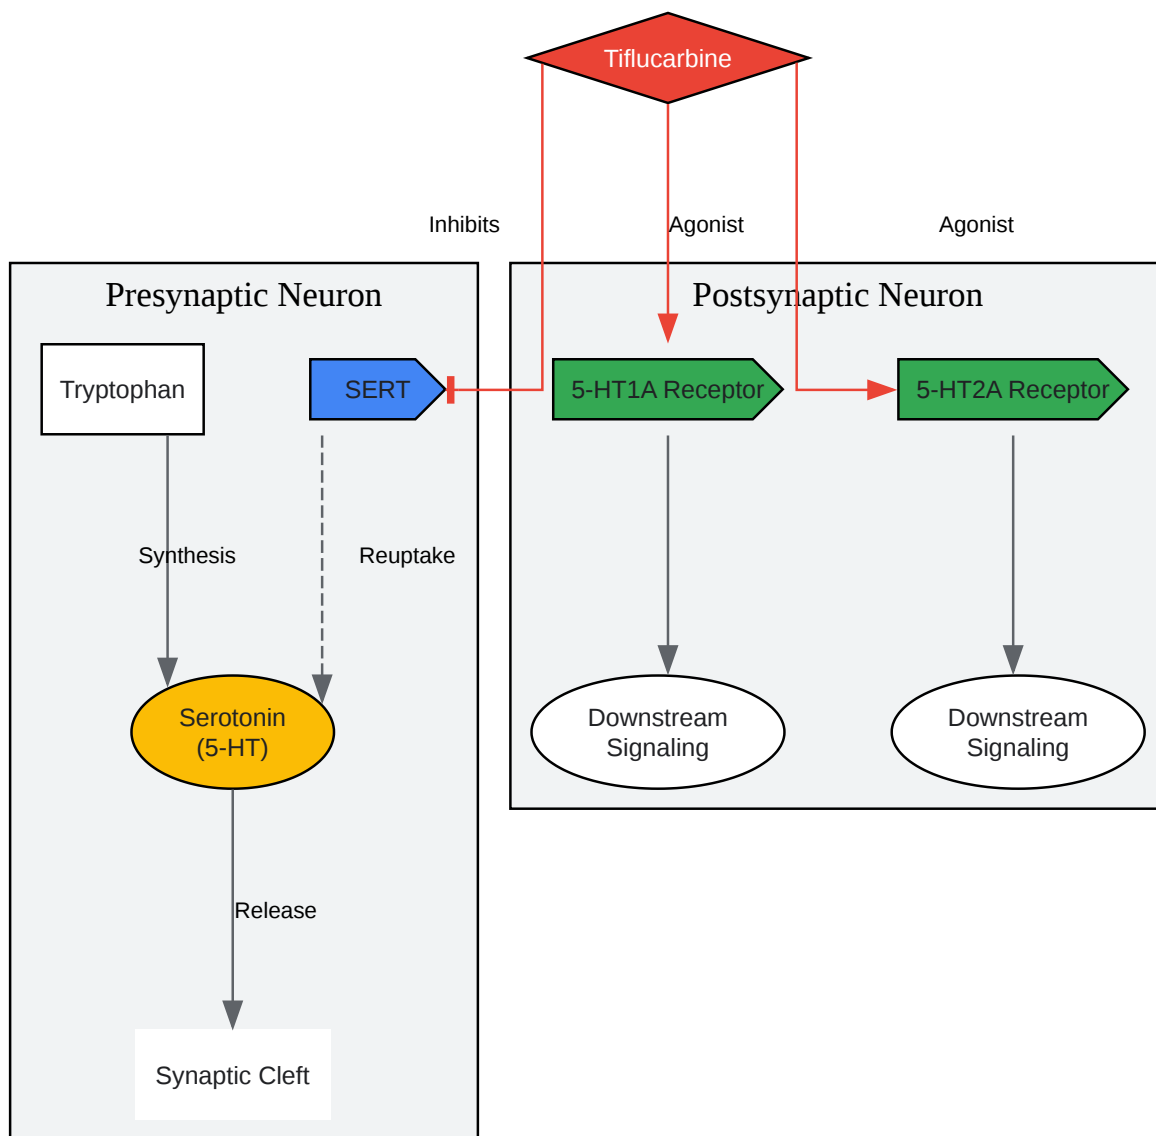 Tiflucarbine
Inhibits
Agonist
Agonist
Presynaptic Neuron
Postsynaptic Neuron
Tryptophan
SERT
5-HT1A Receptor
5-HT2A Receptor
Synthesis
Reuptake
Serotonin
(5-HT)
Downstream
Signaling
Downstream
Signaling
Release
Synaptic Cleft